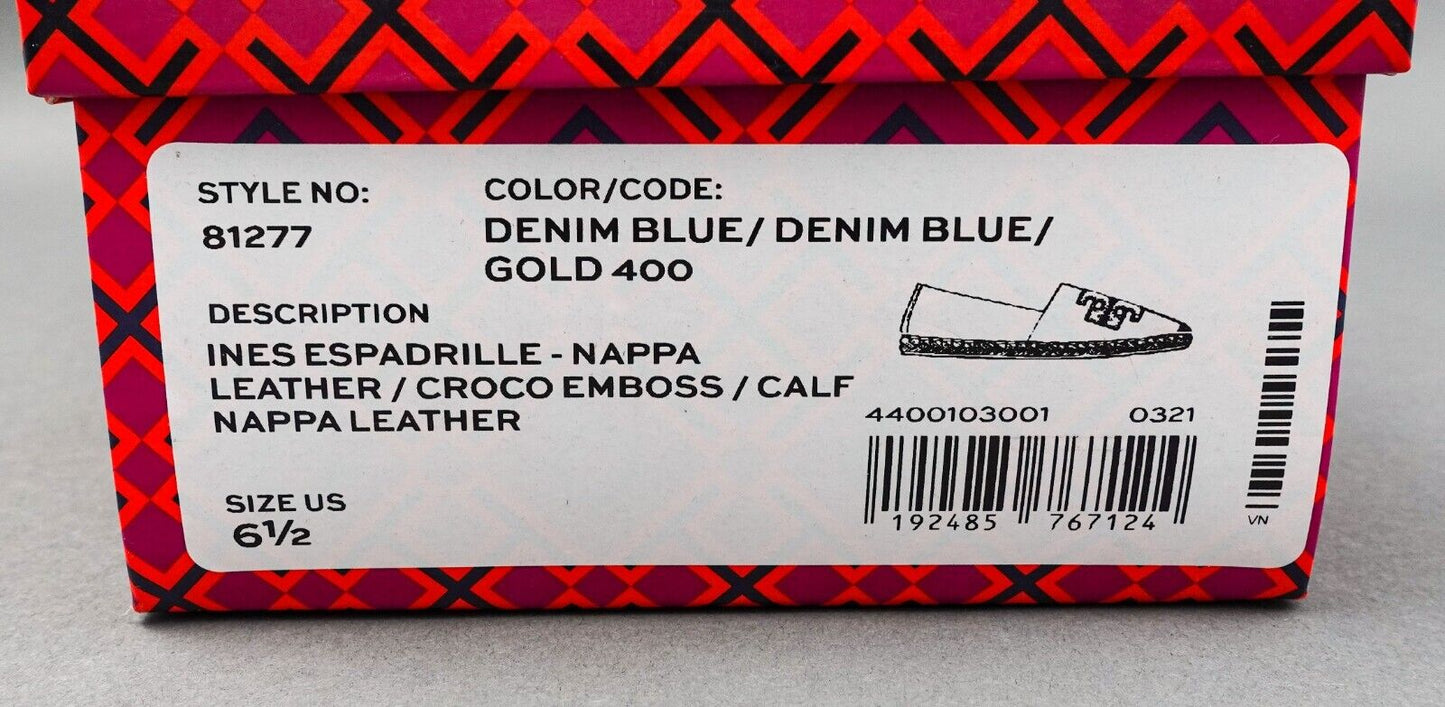 STYLE NO:
81277
COLOR/CODE:
DENIM BLUE/ DENIM BLUE/
GOLD 400
DESCRIPTION
INES ESPADRILLE - NAPPA
LEATHER / CROCO EMBOSS / CALF
NAPPA LEATHER
SIZE US
6½
4400103001 0321
192485 767124
VN